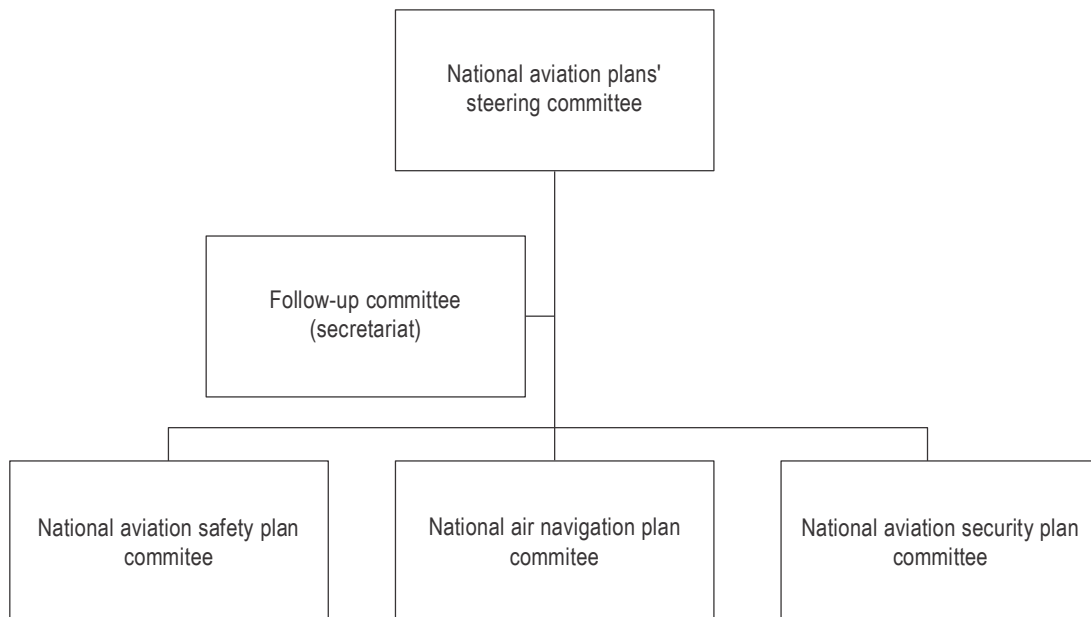 National aviation plans'
steering committee
Follow-up committee
(secretariat)
National aviation safety plan
commitee
National air navigation plan
commitee
National aviation security plan
committee